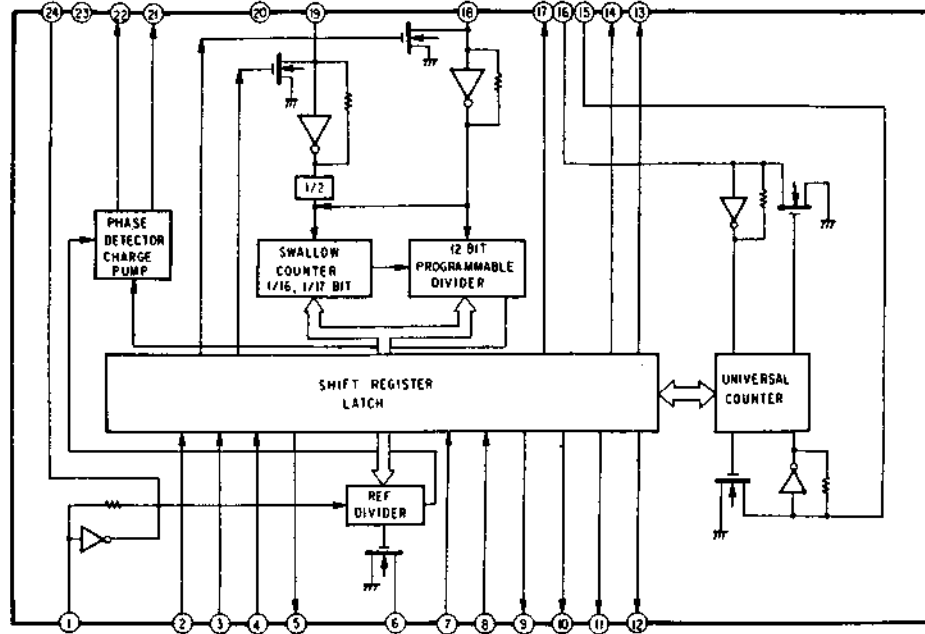 24 23 22 21 20 19 18 17 16 15 14 13
1/2
PHASE
DETECTOR
CHARGE
PUMP
SWALLOW
COUNTER
1/16, 1/17 BIT
12 BIT
PROGRAMMABLE
DIVIDER
SHIFT REGISTER
LATCH
UNIVERSAL
COUNTER
REF
DIVIDER
1 2 3 4 5 6 7 8 9 10 11 12